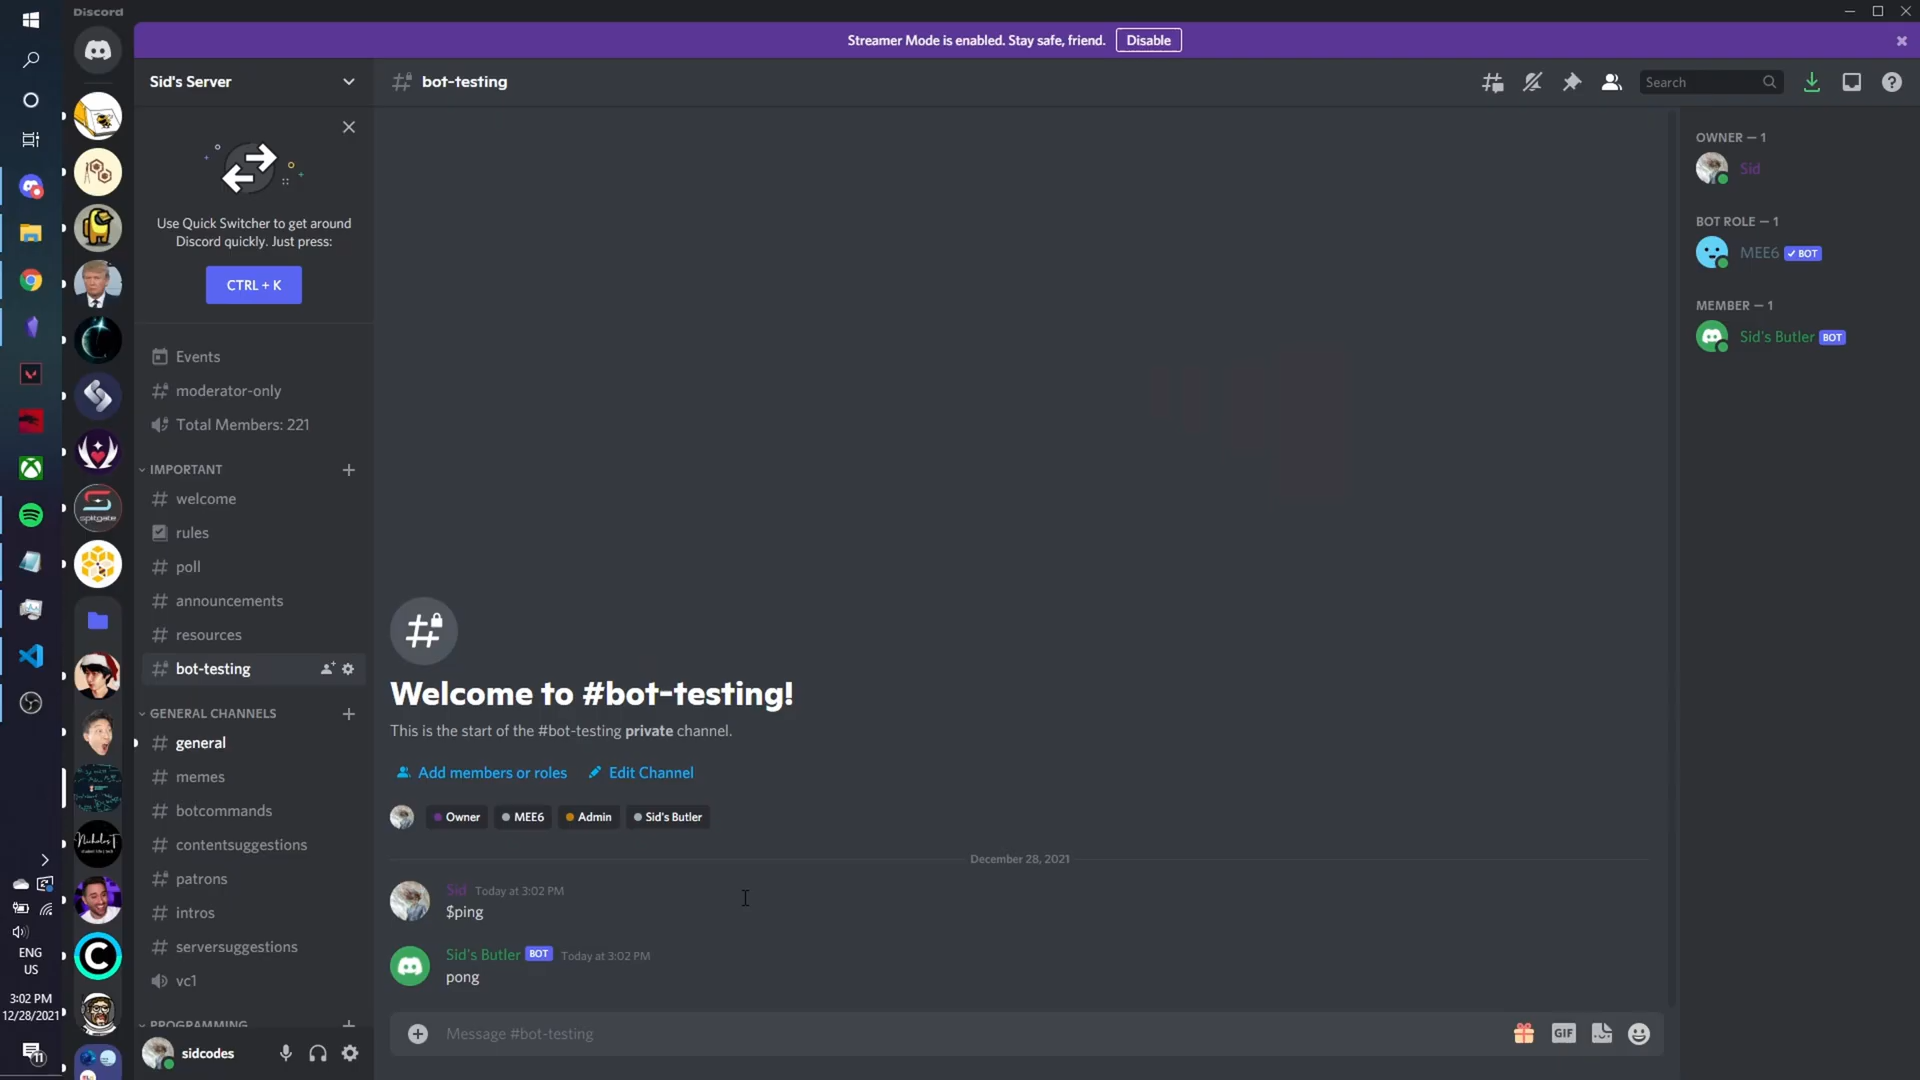 Discord
Streamer Mode is enabled. Stay safe, friend.
Disable
Sid's Server
bot-testing
Search
Use Quick Switcher to get around
Discord quickly. Just press:
CTRL + K
Events
moderator-only
Total Members: 221
IMPORTANT
welcome
rules
poll
announcements
resources
bot-testing
GENERAL CHANNELS
general
memes
botcommands
contentsuggestions
patrons
intros
serversuggestions
vc1
PROGRAMMING
sidcodes
Welcome to #bot-testing!
This is the start of the #bot-testing private channel.
Add members or roles
Edit Channel
Owner
MEE6
Admin
Sid's Butler
December 28, 2021
Sid Today at 3:02 PM
$ping
Sid's Butler BOT Today at 3:02 PM
pong
Message #bot-testing
GIF
OWNER — 1
Sid
BOT ROLE — 1
MEE6 BOT
MEMBER — 1
Sid's Butler BOT
splitgate
ENG
US
3:02 PM
12/28/2021
11